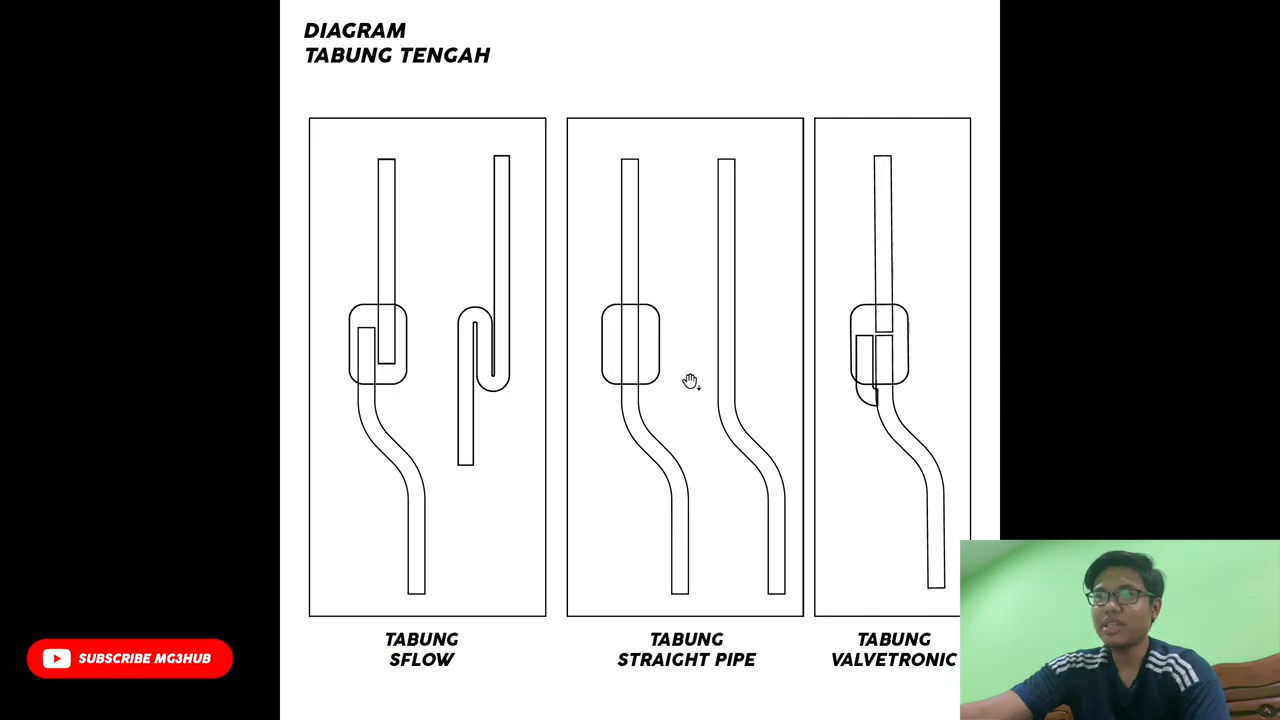 DIAGRAM
TABUNG TENGAH
TABUNG
SFLOW
TABUNG
STRAIGHT PIPE
TABUNG
VALVETRONIC
SUBSCRIBE MG3HUB